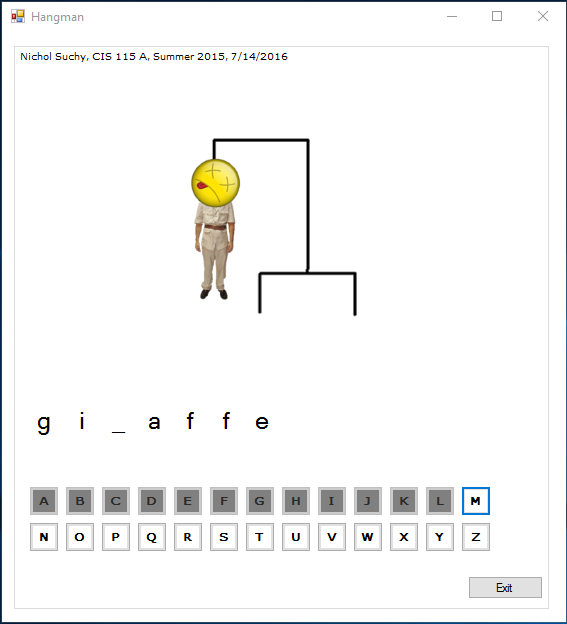 Hangman
Nichol Suchy, CIS 115 A, Summer 2015, 7/14/2016
g i _ a f f e
A B C D E F G H I J K L M
N O P Q R S T U V W X Y Z
Exit